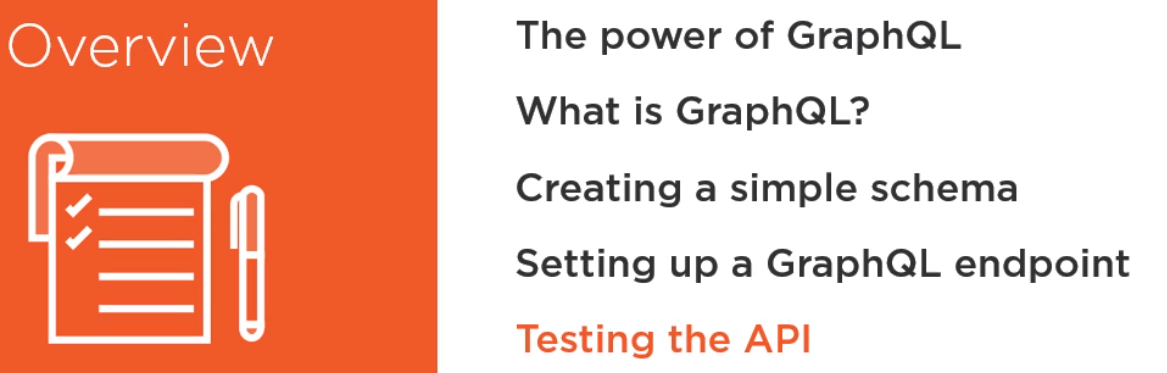 Overview
The power of GraphQL
What is GraphQL?
Creating a simple schema
Setting up a GraphQL endpoint
Testing the API